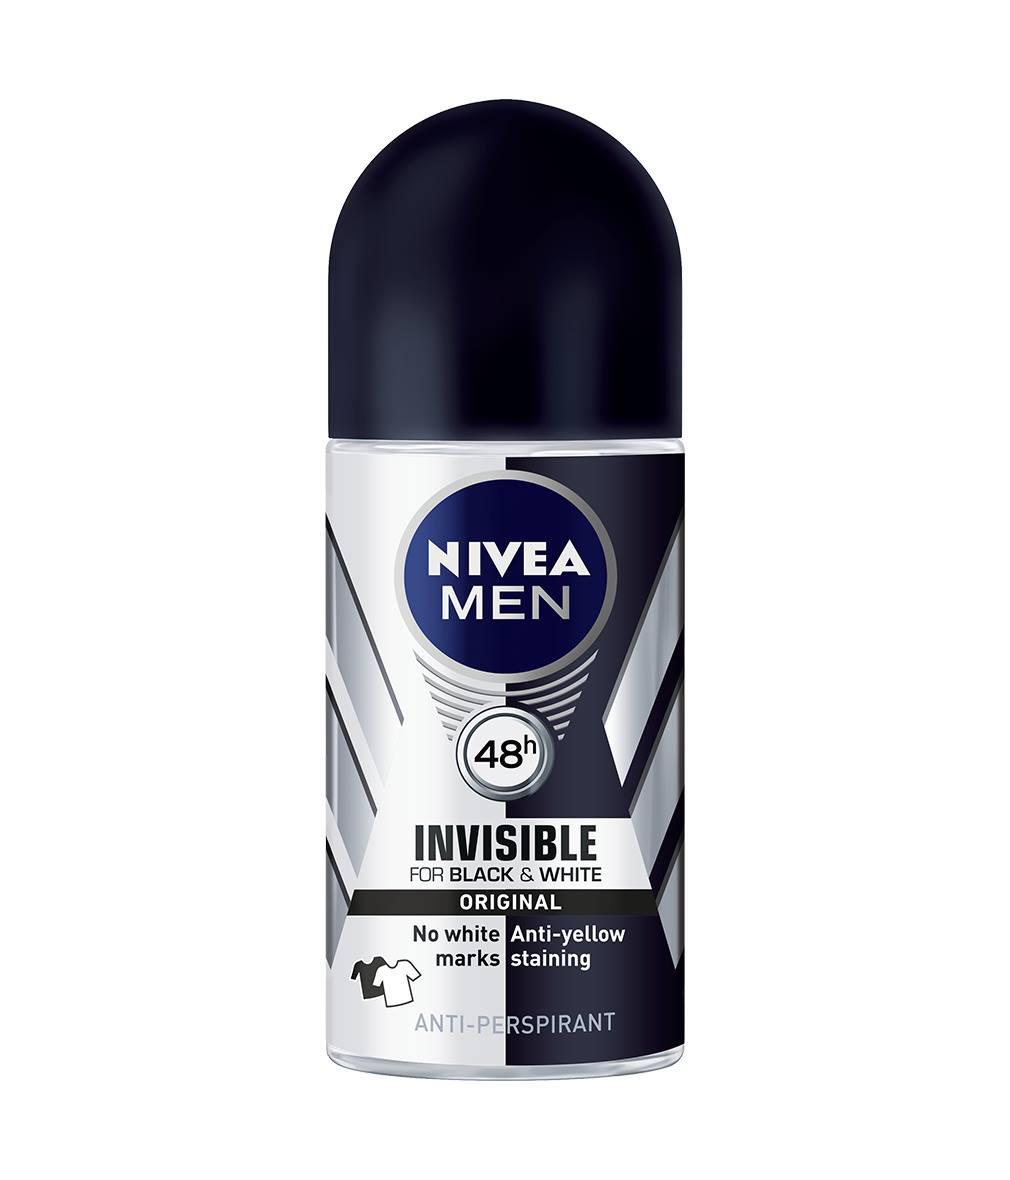 NIVEA
MEN
48h
INVISIBLE
FOR BLACK & WHITE
ORIGINAL
No white marks
Anti-yellow staining
ANTI-PERSPIRANT